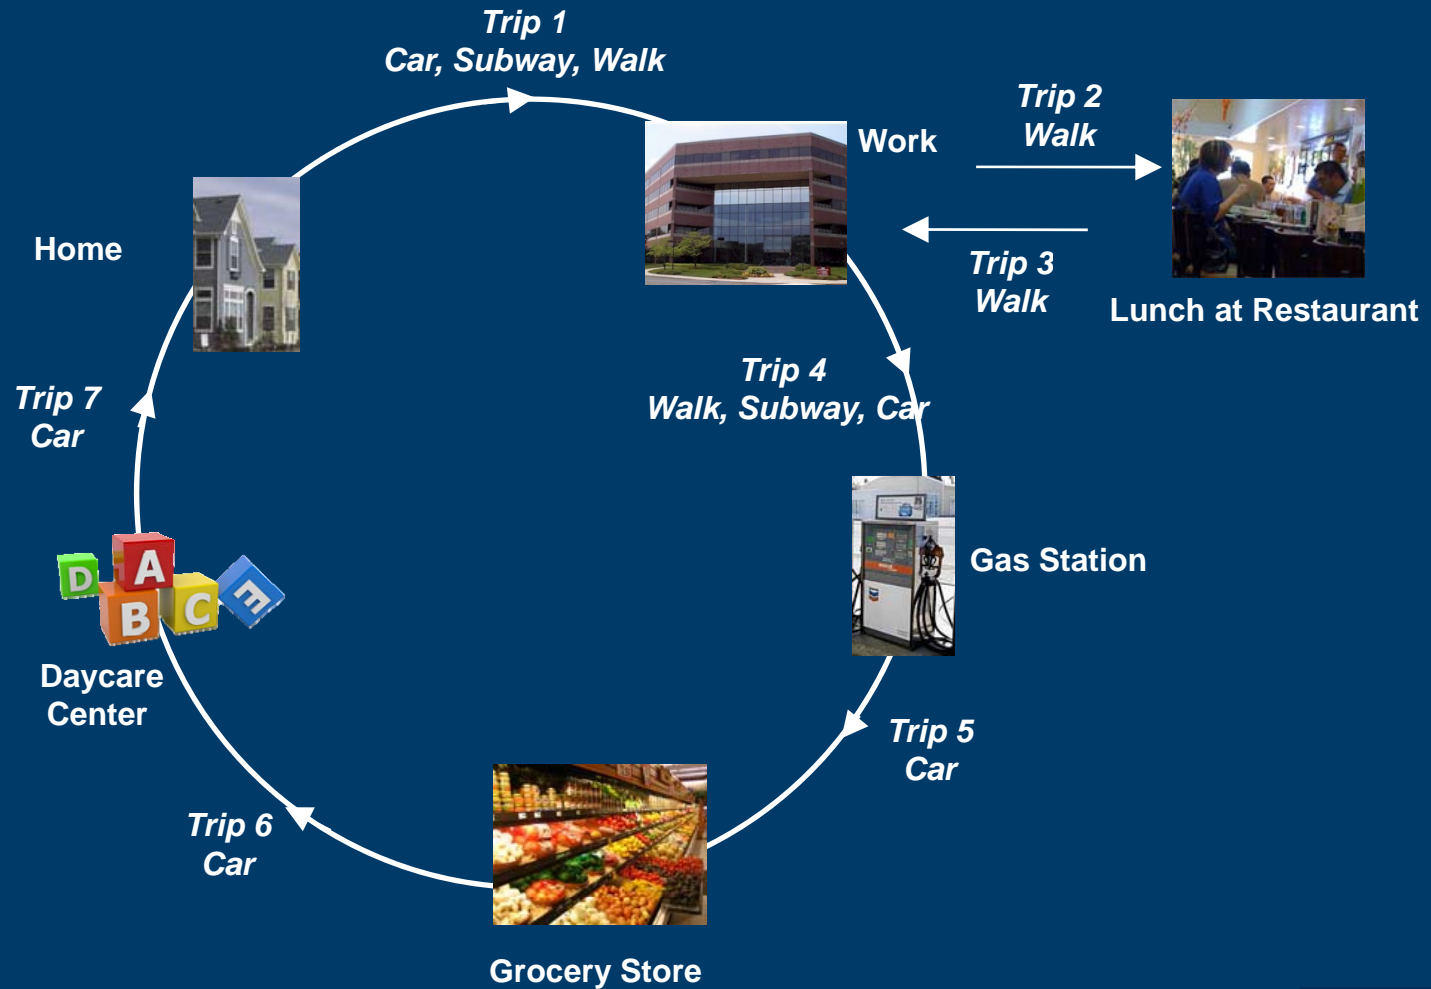 Trip 1
Car, Subway, Walk
Trip 2
Walk
Work
Home
Trip 3
Walk
Lunch at Restaurant
Trip 4
Walk, Subway, Car
Trip 7
Car
Gas Station
D
A
B
C
E
Daycare
Center
Trip 5
Car
Trip 6
Car
Grocery Store